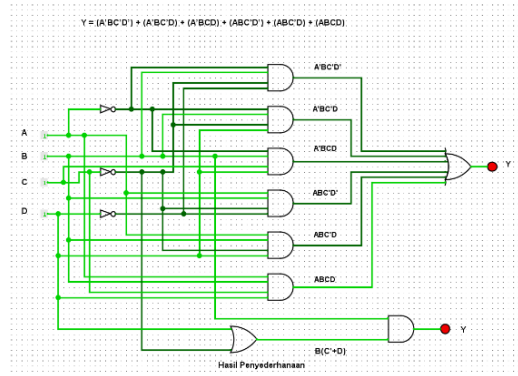 Y = (A'BC'D') + (A'BC'D) + (A'BCD) + (ABC'D') + (ABC'D) + (ABCD)
A'BC'D'
A'BC'D
A
B
A'BCD
Y
C
ABC'D'
D
ABC'D
ABCD
Y
B(C'+D)
Hasil Penyederhanaan